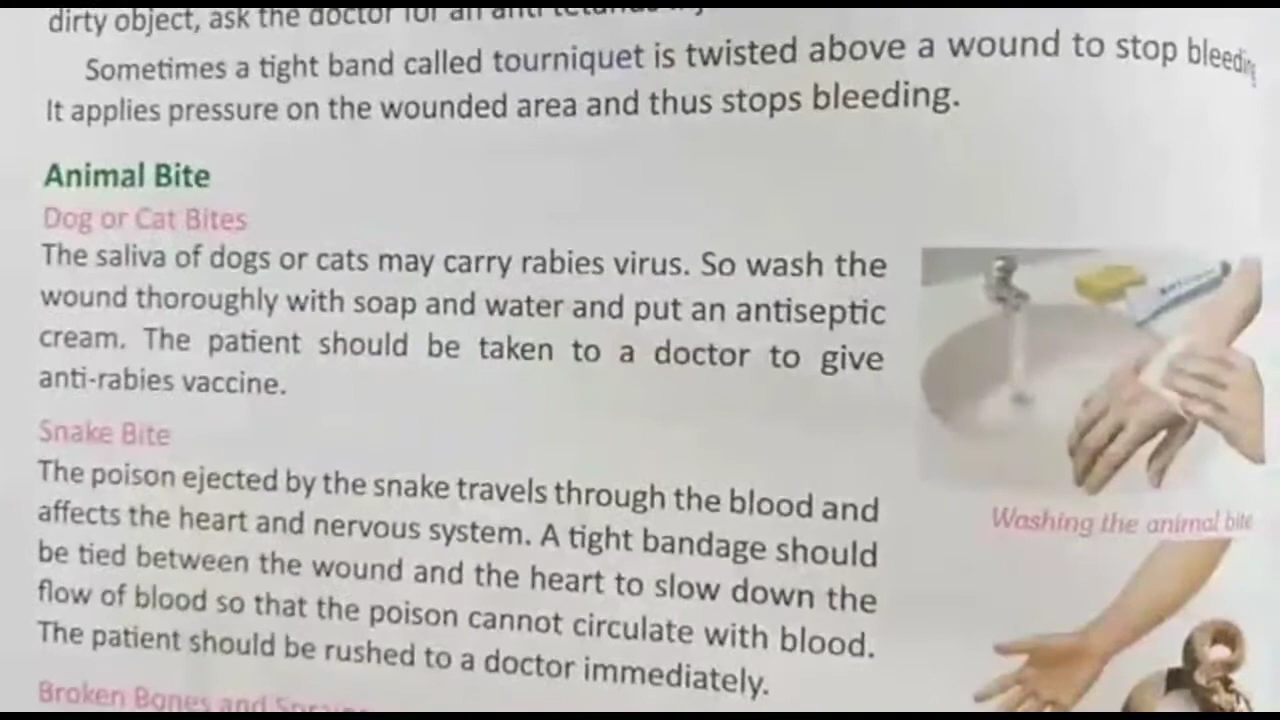 dirty object, ask the doctor for an anti tetanus
Sometimes a tight band called tourniquet is twisted above a wound to stop bleeding
It applies pressure on the wounded area and thus stops bleeding.
Animal Bite
Dog or Cat Bites
The saliva of dogs or cats may carry rabies virus. So wash the
wound thoroughly with soap and water and put an antiseptic
cream. The patient should be taken to a doctor to give
anti-rabies vaccine.
Snake Bite
The poison ejected by the snake travels through the blood and
affects the heart and nervous system. A tight bandage should
be tied between the wound and the heart to slow down the
flow of blood so that the poison cannot circulate with blood.
The patient should be rushed to a doctor immediately.
Washing the animal bite
Broken Bones and